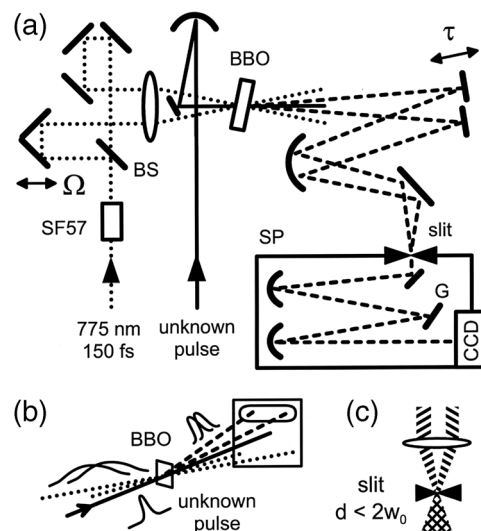 (a)
BBO
τ
BS
Ω
SF57
775 nm
150 fs
unknown
pulse
SP
slit
G
CCD
(b)
BBO
unknown
pulse
(c)
slit
d < 2w₀